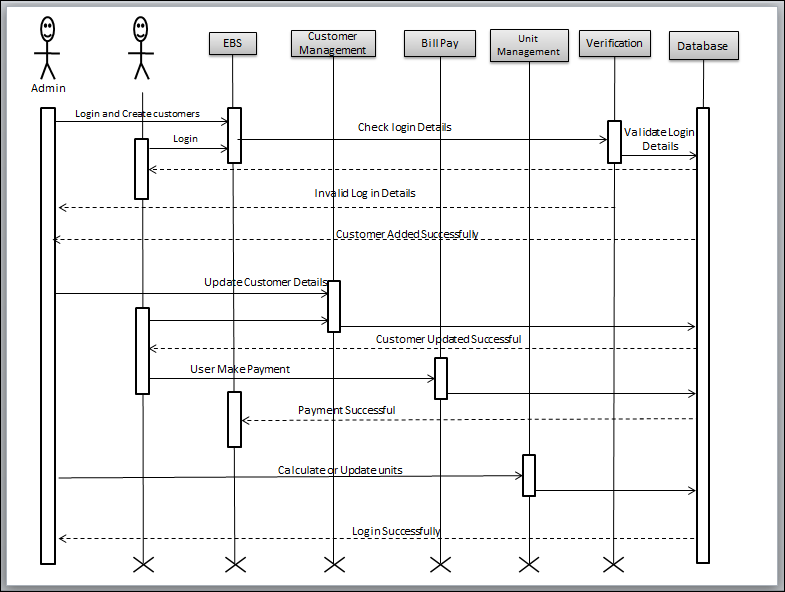 Admin
EBS
Customer
Management
Bill Pay
Unit
Management
Verification
Database
Login and Create customers
Login
Check login Details
Validate Login
Details
Invalid Log in Details
Customer Added Successfully
Update Customer Details
Customer Updated Successful
User Make Payment
Payment Successful
Calculate or Update units
Login Successfully